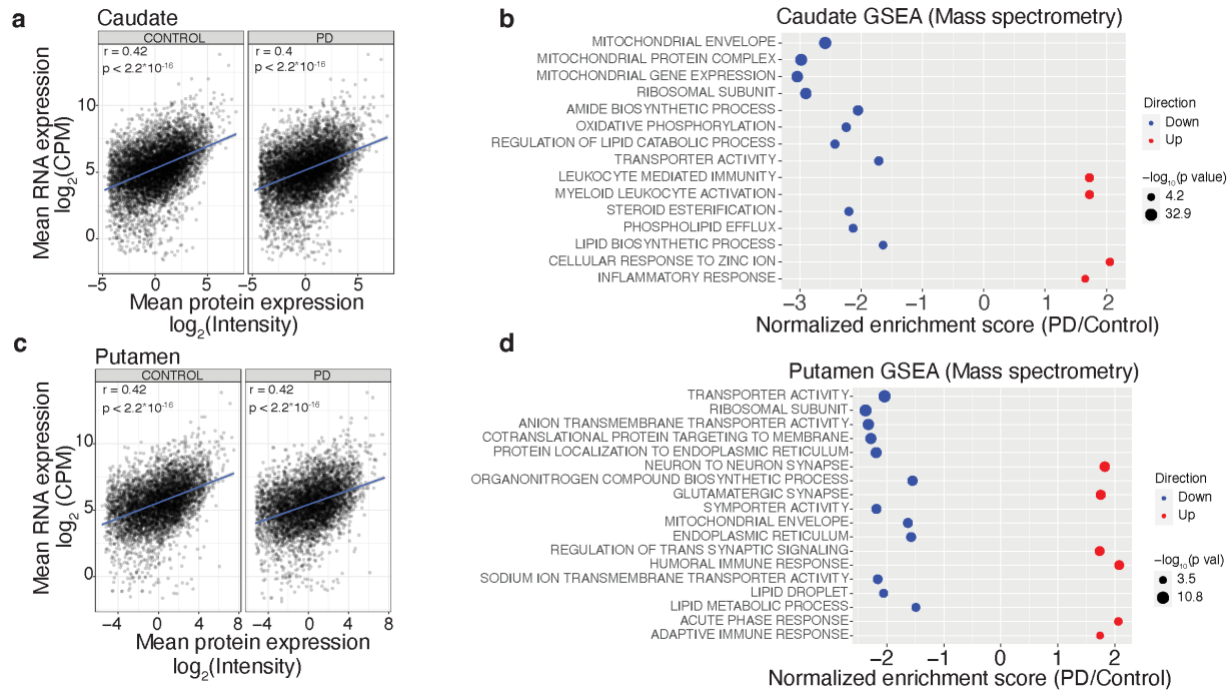 a
Caudate
CONTROL
PD
r = 0.42
p < 2.2*10-16
r = 0.4
p < 2.2*10-16
Mean RNA expression
log2(CPM)
10
5
0
−5
0
5
−5
0
5
Mean protein expression
log2(Intensity)
b
Caudate GSEA (Mass spectrometry)
MITOCHONDRIAL ENVELOPE
MITOCHONDRIAL PROTEIN COMPLEX
MITOCHONDRIAL GENE EXPRESSION
RIBOSOMAL SUBUNIT
AMIDE BIOSYNTHETIC PROCESS
OXIDATIVE PHOSPHORYLATION
REGULATION OF LIPID CATABOLIC PROCESS
TRANSPORTER ACTIVITY
LEUKOCYTE MEDIATED IMMUNITY
MYELOID LEUKOCYTE ACTIVATION
STEROID ESTERIFICATION
PHOSPHOLIPID EFFLUX
LIPID BIOSYNTHETIC PROCESS
CELLULAR RESPONSE TO ZINC ION
INFLAMMATORY RESPONSE
−3
−2
−1
0
1
2
Normalized enrichment score (PD/Control)
Direction
Down
Up
−log10(p value)
4.2
32.9
c
Putamen
CONTROL
PD
r = 0.42
p < 2.2*10-16
r = 0.42
p < 2.2*10-16
Mean RNA expression
log2 (CPM)
10
5
0
−4
0
4
8
−4
0
4
8
Mean protein expression
log2(Intensity)
d
Putamen GSEA (Mass spectrometry)
TRANSPORTER ACTIVITY
RIBOSOMAL SUBUNIT
ANION TRANSMEMBRANE TRANSPORTER ACTIVITY
COTRANSLATIONAL PROTEIN TARGETING TO MEMBRANE
PROTEIN LOCALIZATION TO ENDOPLASMIC RETICULUM
NEURON TO NEURON SYNAPSE
ORGANONITROGEN COMPOUND BIOSYNTHETIC PROCESS
GLUTAMATERGIC SYNAPSE
SYMPORTER ACTIVITY
MITOCHONDRIAL ENVELOPE
ENDOPLASMIC RETICULUM
REGULATION OF TRANS SYNAPTIC SIGNALING
HUMORAL IMMUNE RESPONSE
SODIUM ION TRANSMEMBRANE TRANSPORTER ACTIVITY
LIPID DROPLET
LIPID METABOLIC PROCESS
ACUTE PHASE RESPONSE
ADAPTIVE IMMUNE RESPONSE
−2
−1
0
1
2
Normalized enrichment score (PD/Control)
Direction
Down
Up
−log10(p val)
3.5
10.8